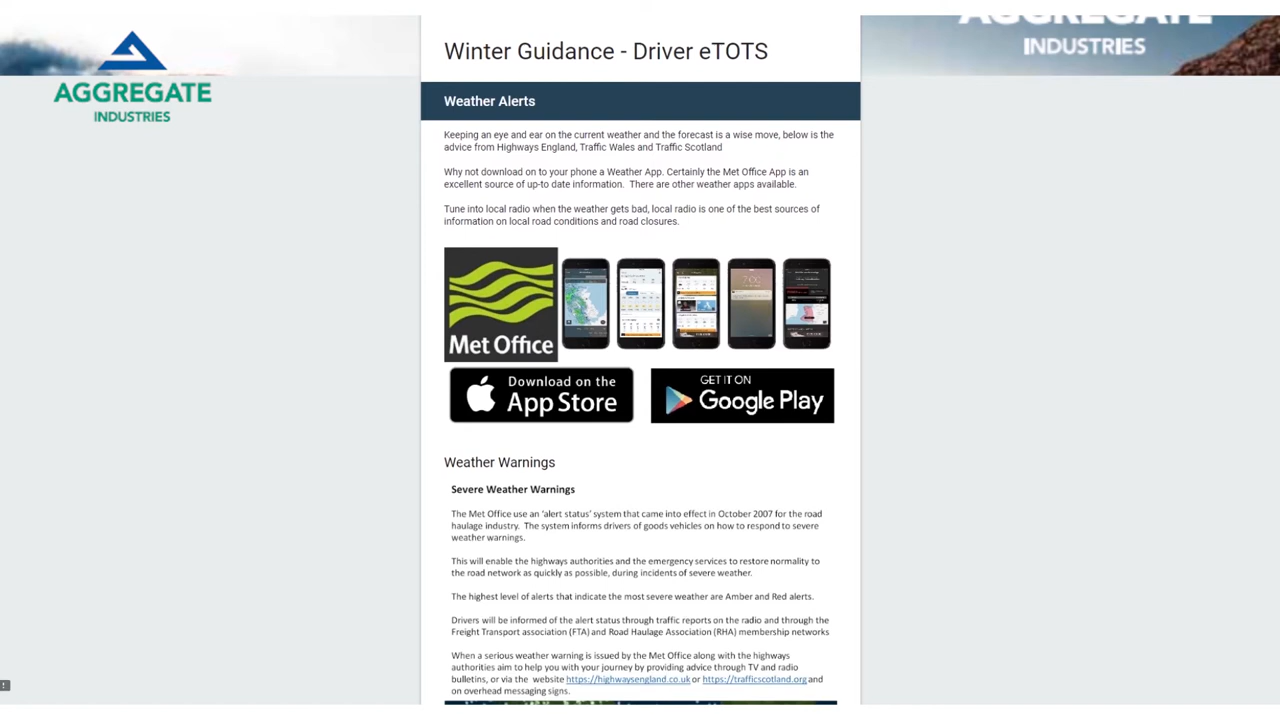 AGGREGATE
INDUSTRIES
AGGREGATE
INDUSTRIES
Winter Guidance - Driver eTOTS
Weather Alerts
Keeping an eye and ear on the current weather and the forecast is a wise move, below is the
advice from Highways England, Traffic Wales and Traffic Scotland
Why not download on to your phone a Weather App. Certainly the Met Office App is an
excellent source of up-to date information.  There are other weather apps available.
Tune into local radio when the weather gets bad, local radio is one of the best sources of
information on local road conditions and road closures.
7:00
Met Office
Download on the
App Store
GET IT ON
Google Play
Weather Warnings
Severe Weather Warnings
The Met Office use an ‘alert status’ system that came into effect in October 2007 for the road
haulage industry.  The system informs drivers of goods vehicles on how to respond to severe
weather warnings.
This will enable the highways authorities and the emergency services to restore normality to
the road network as quickly as possible, during incidents of severe weather.
The highest level of alerts that indicate the most severe weather are Amber and Red alerts.
Drivers will be informed of the alert status through traffic reports on the radio and through the
Freight Transport association (FTA) and Road Haulage Association (RHA) membership networks
When a serious weather warning is issued by the Met Office along with the highways
authorities aim to help you with your journey by providing advice through TV and radio
bulletins, or via the  website https://highwaysengland.co.uk or https://trafficscotland.org and
on overhead messaging signs.